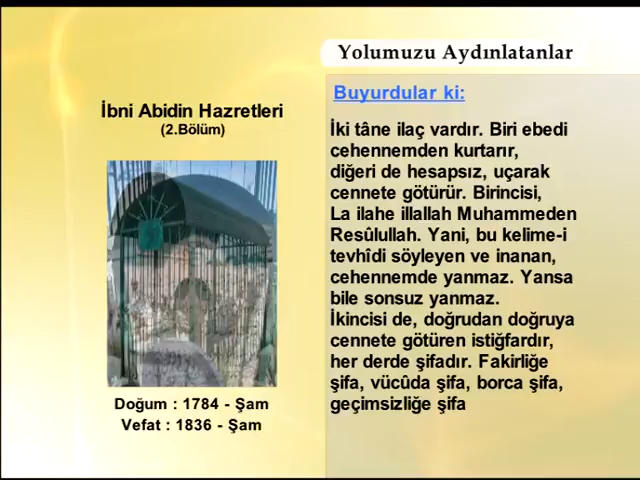 Yolumuzu Aydınlatanlar
İbni Abidin Hazretleri
(2.Bölüm)
Doğum : 1784 - Şam
Vefat : 1836 - Şam
Buyurdular ki:
İki tâne ilaç vardır. Biri ebedi
cehennemden kurtarır,
diğeri de hesapsız, uçarak
cennete götürür. Birincisi,
La ilahe illallah Muhammeden
Resûlullah. Yani, bu kelime-i
tevhîdi söyleyen ve inanan,
cehennemde yanmaz. Yansa
bile sonsuz yanmaz.
İkincisi de, doğrudan doğruya
cennete götüren istiğfardır,
her derde şifadır. Fakirliğe
şifa, vücûda şifa, borca şifa,
geçimsizliğe şifa